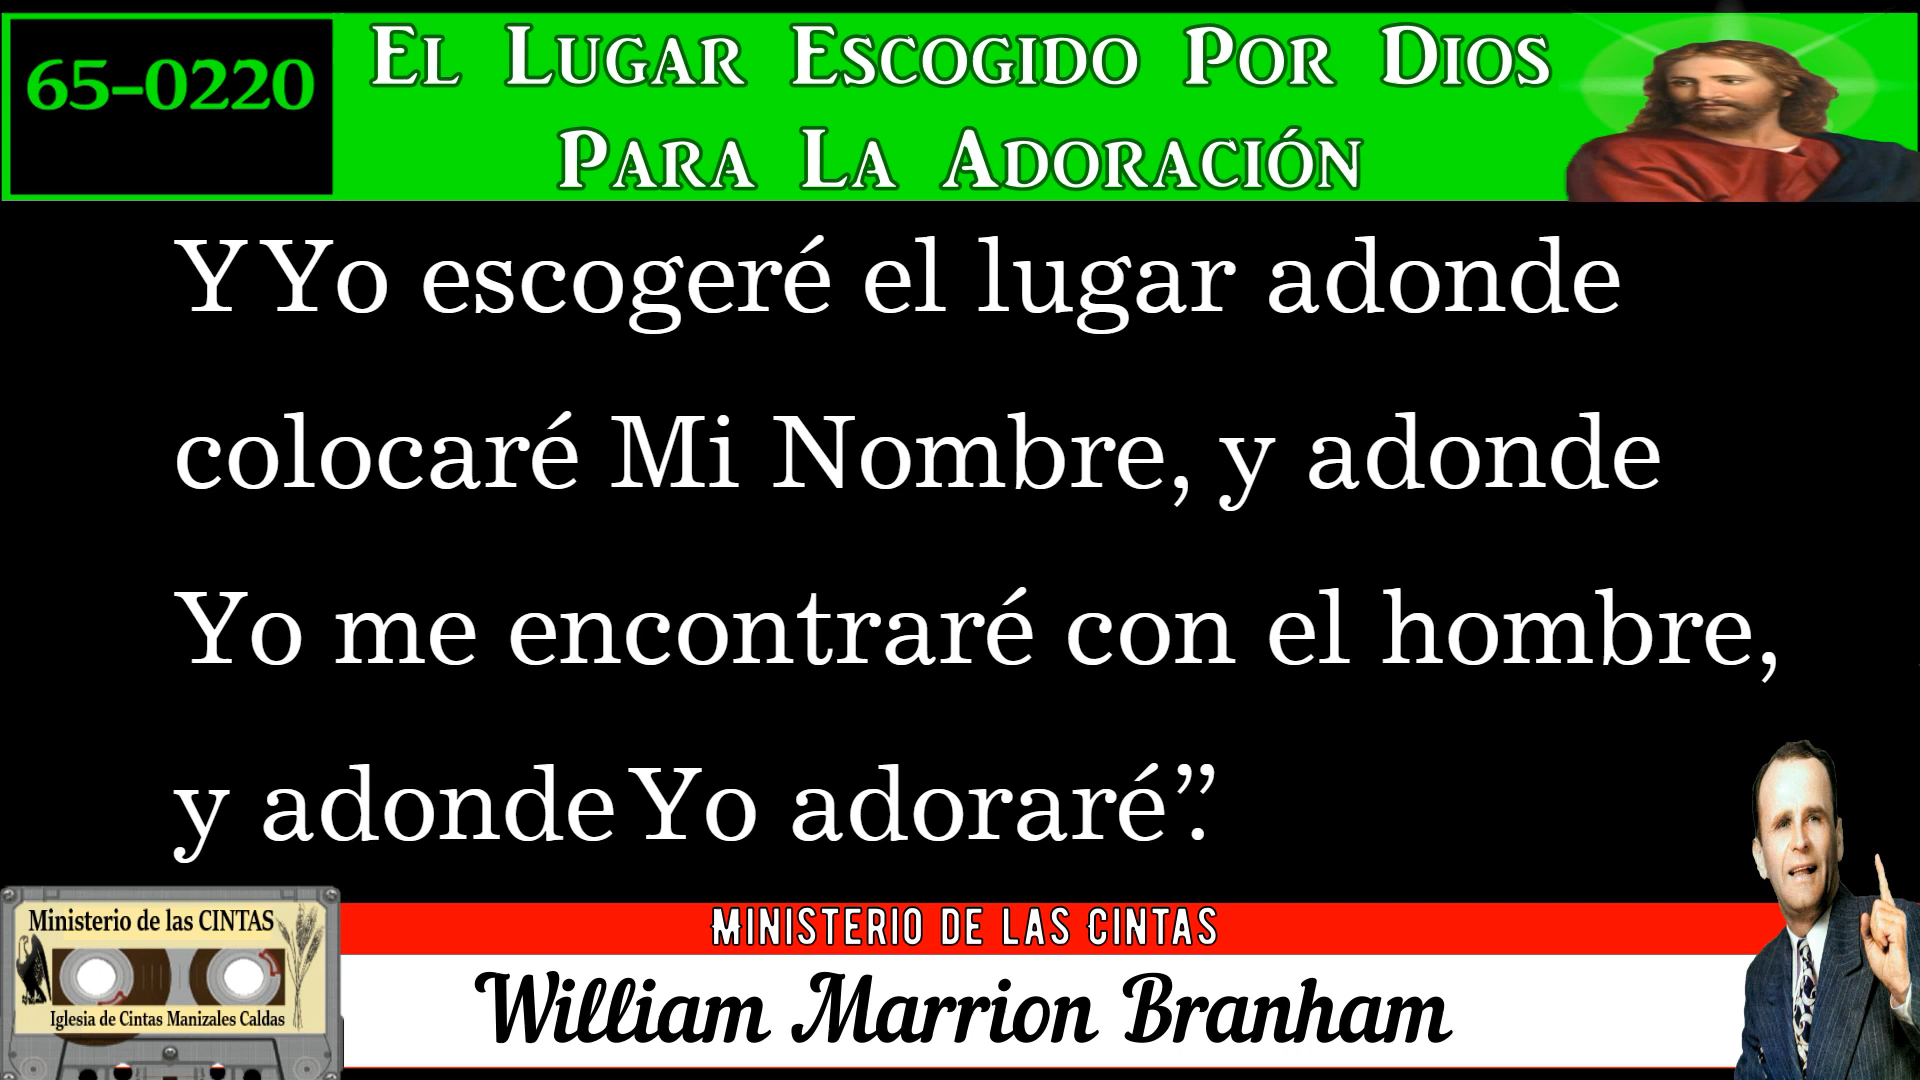 65-0220
El Lugar Escogido Por Dios
Para La Adoración
Y Yo escogeré el lugar adonde
colocaré Mi Nombre, y adonde
Yo me encontraré con el hombre,
y adonde Yo adoraré”.
Ministerio de las CINTAS
Iglesia de Cintas Manizales Caldas
MINISTERIO DE LAS CINTAS
William Marrion Branham